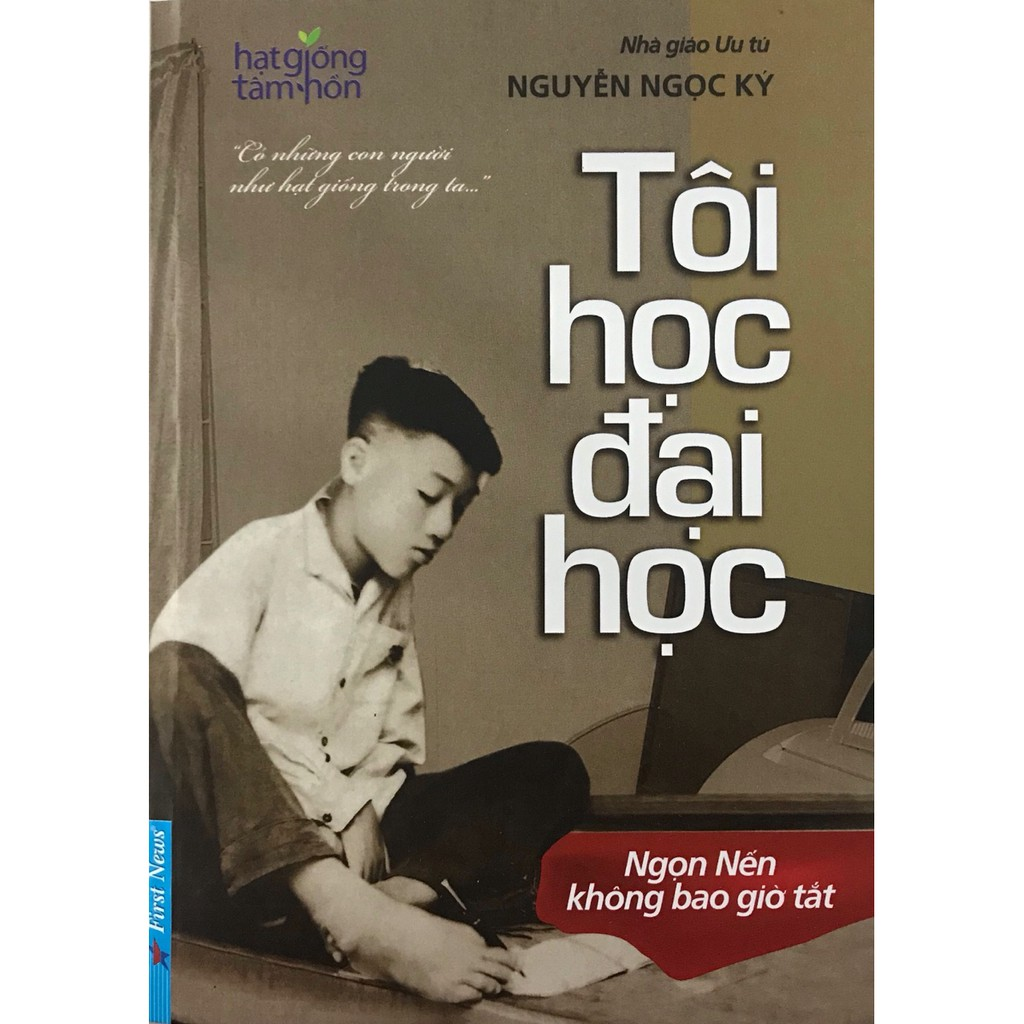 hạt giống
tâm hồn
Nhà giáo Ưu tú
NGUYỄN NGỌC KÝ
"Có những con người
như hạt giống trong ta..."
Tôi
học
đại
học
Ngọn Nến
không bao giờ tắt
First News